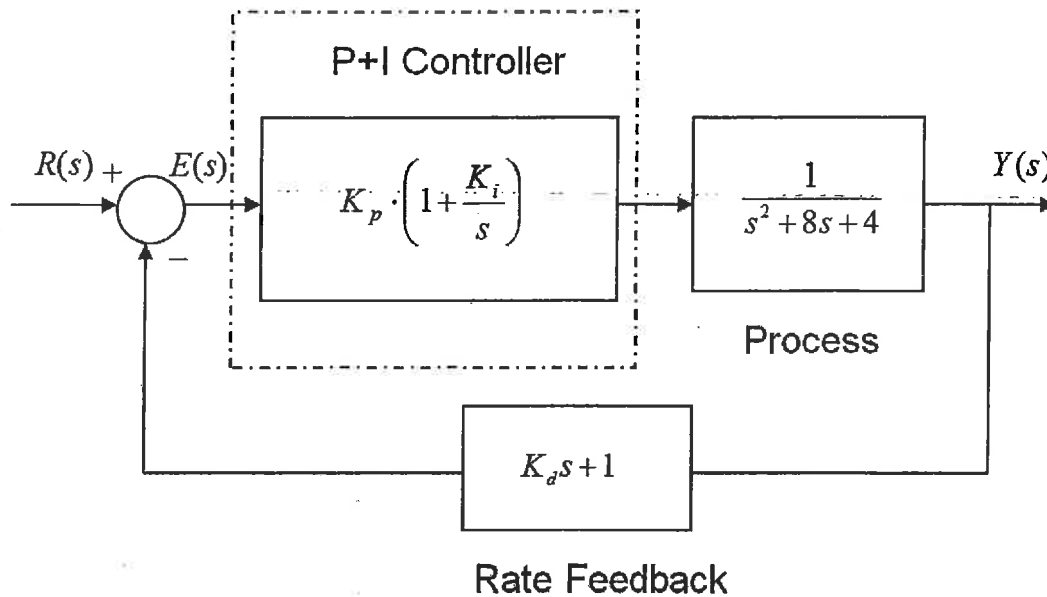 P+I Controller
R(s) +
E(s)
K_p · (1 + K_i/s)
1/(s^2+8s+4)
Y(s)
−
Process
K_d s+1
Rate Feedback